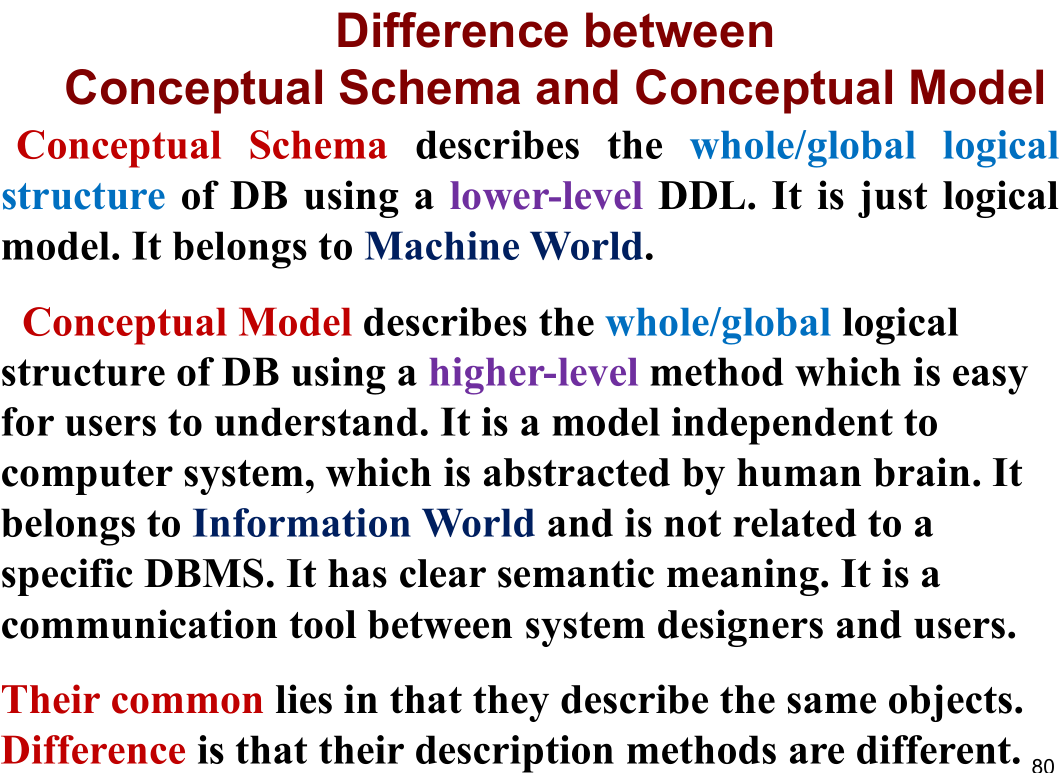 Difference between
Conceptual Schema and Conceptual Model
Conceptual Schema describes the whole/global logical
structure of DB using a lower-level DDL. It is just logical
model. It belongs to Machine World.
Conceptual Model describes the whole/global logical
structure of DB using a higher-level method which is easy
for users to understand. It is a model independent to
computer system, which is abstracted by human brain. It
belongs to Information World and is not related to a
specific DBMS. It has clear semantic meaning. It is a
communication tool between system designers and users.
Their common lies in that they describe the same objects.
Difference is that their description methods are different.
80